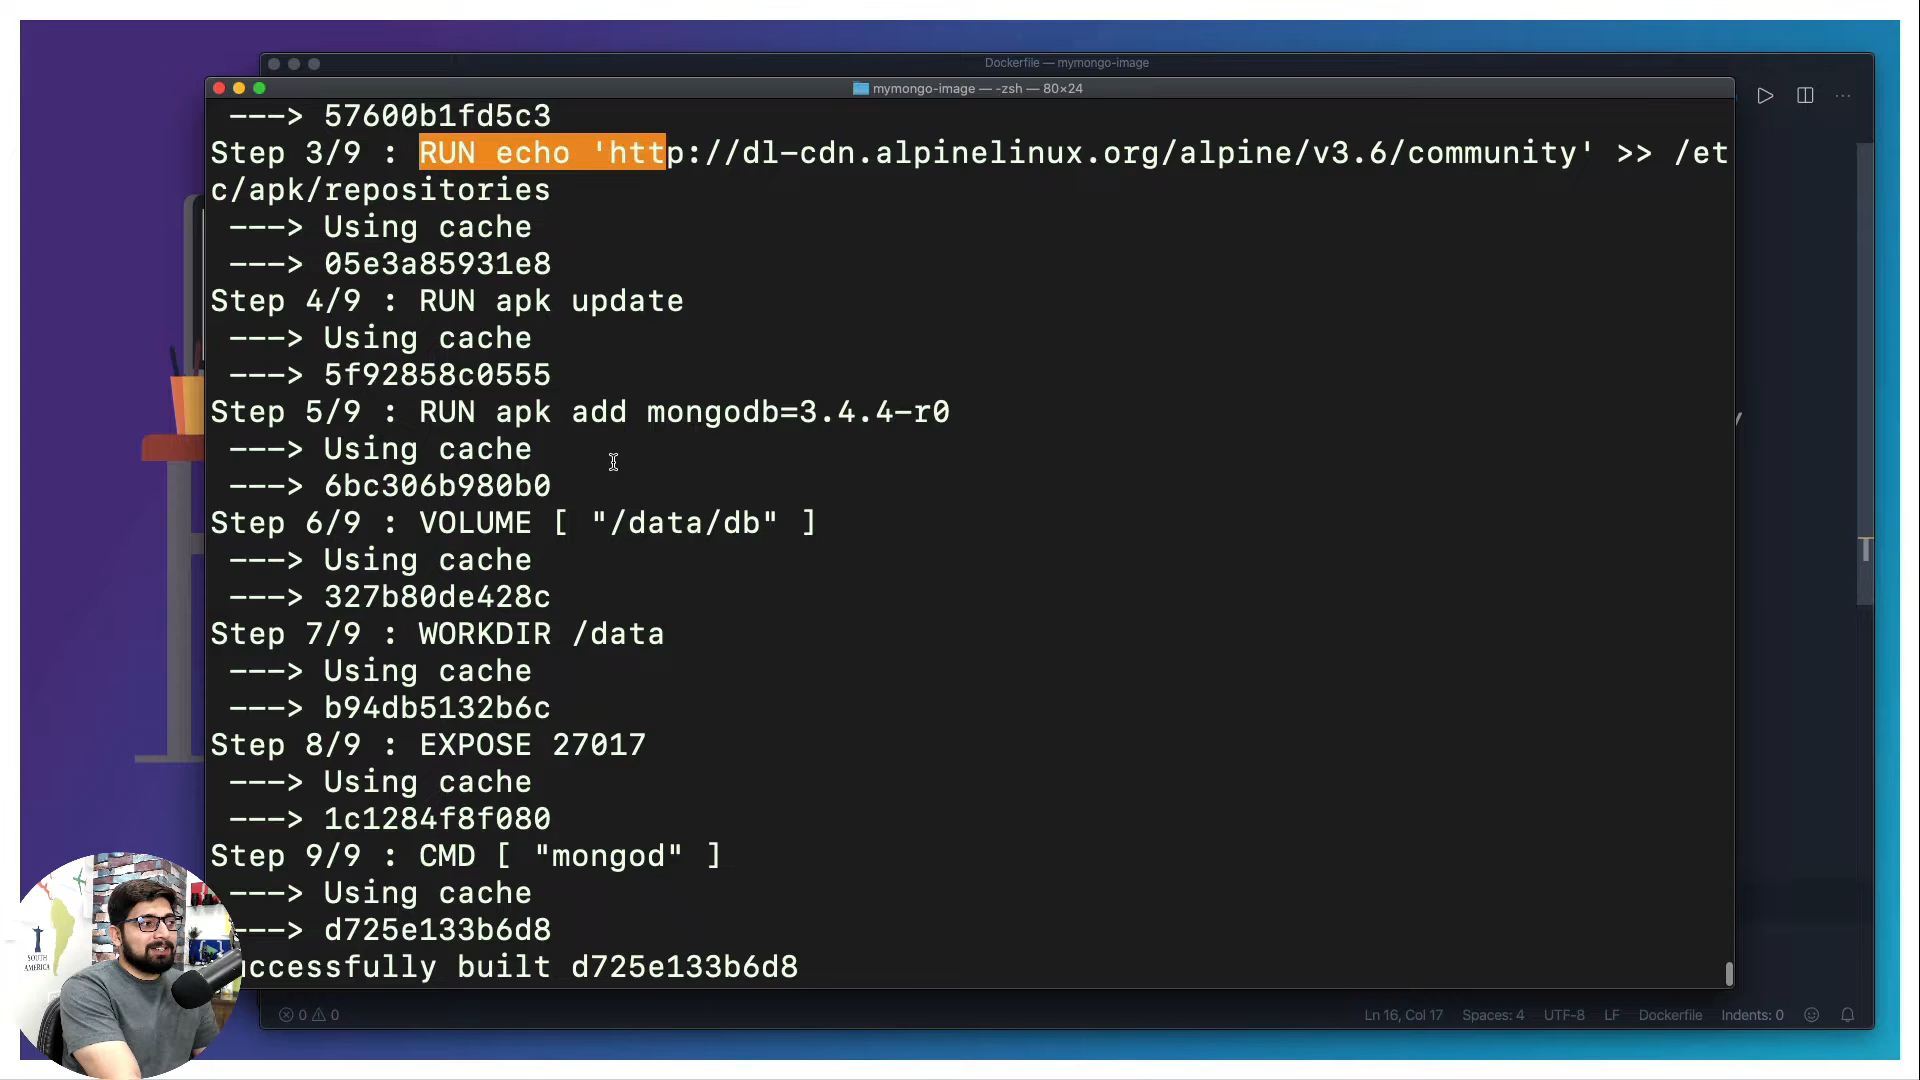 Dockerfile — mymongo-image
mymongo-image — -zsh — 80×24
---> 57600b1fd5c3
Step 3/9 : RUN echo 'http://dl-cdn.alpinelinux.org/alpine/v3.6/community' >> /et
c/apk/repositories
---> Using cache
---> 05e3a85931e8
Step 4/9 : RUN apk update
---> Using cache
---> 5f92858c0555
Step 5/9 : RUN apk add mongodb=3.4.4-r0
---> Using cache
---> 6bc306b980b0
Step 6/9 : VOLUME [ "/data/db" ]
---> Using cache
---> 327b80de428c
Step 7/9 : WORKDIR /data
---> Using cache
---> b94db5132b6c
Step 8/9 : EXPOSE 27017
---> Using cache
---> 1c1284f8f080
Step 9/9 : CMD [ "mongod" ]
---> Using cache
---> d725e133b6d8
uccessfully built d725e133b6d8
SOUTH
AMERICA
0 0
Ln 16, Col 17 Spaces: 4 UTF-8 LF Dockerfile Indents: 0